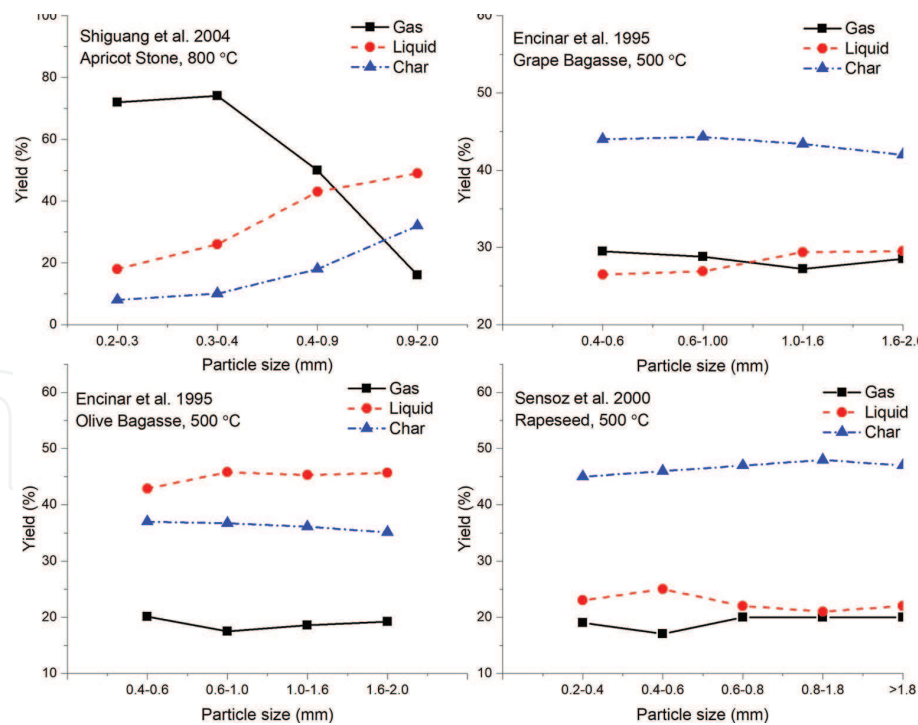 Shiguang et al. 2004
Apricot Stone, 800 °C
Gas
Liquid
Char
100
80
60
40
20
0
Yield (%)
0.2-0.3 0.3-0.4 0.4-0.9 0.9-2.0
Particle size (mm)
Encinar et al. 1995
Grape Bagasse, 500 °C
Gas
Liquid
Char
60
50
40
30
20
Yield (%)
0.4-0.6 0.6-1.00 1.0-1.6 1.6-2.0
Particle size (mm)
Encinar et al. 1995
Olive Bagasse, 500 °C
Gas
Liquid
Char
60
50
40
30
20
10
Yield (%)
0.4-0.6 0.6-1.0 1.0-1.6 1.6-2.0
Particle size (mm)
Sensoz et al. 2000
Rapeseed, 500 °C
Gas
Liquid
Char
60
50
40
30
20
10
Yield (%)
0.2-0.4 0.4-0.6 0.6-0.8 0.8-1.8 >1.8
Particle size (mm)